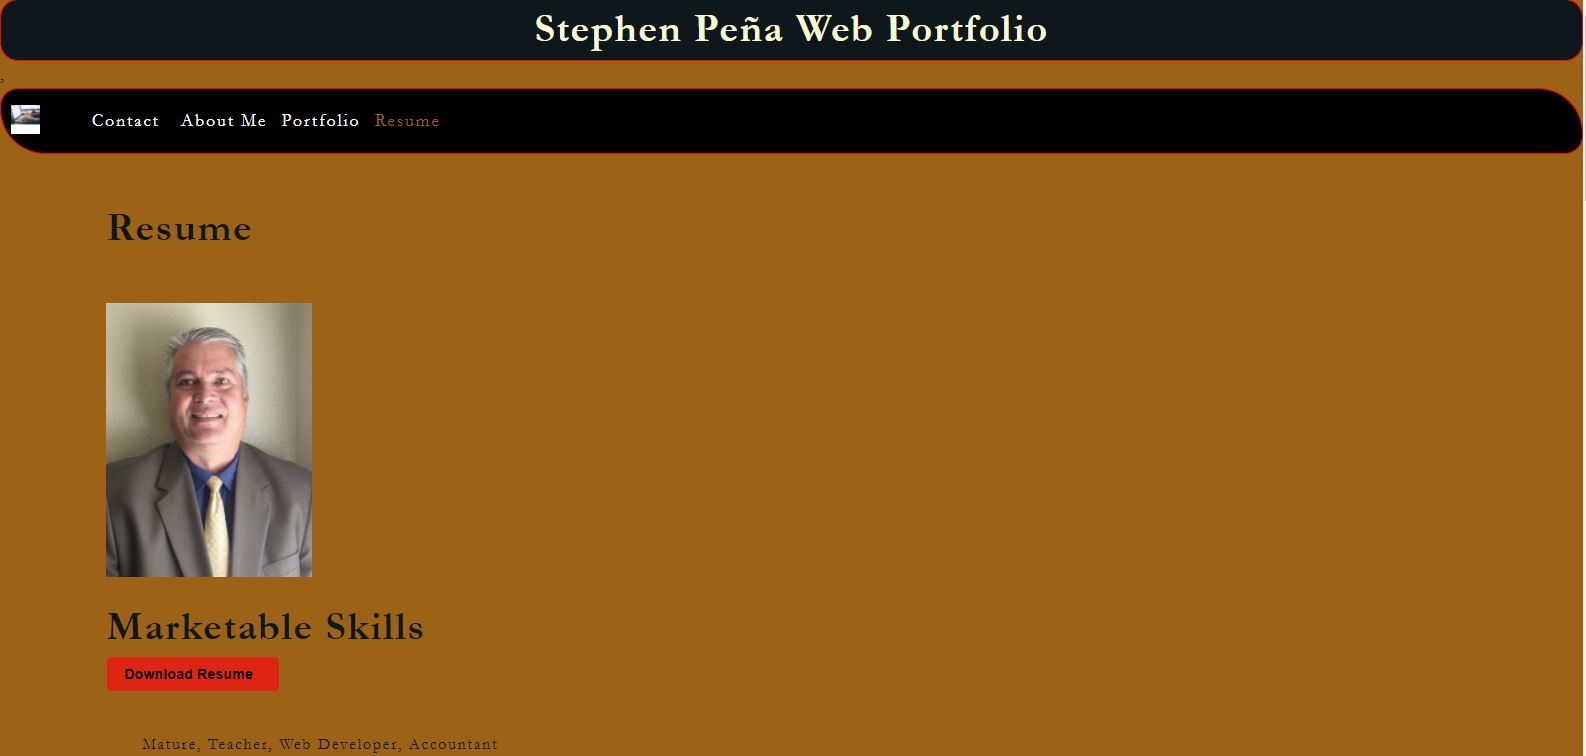 Stephen Peña Web Portfolio
,
Contact About Me Portfolio Resume
Resume
Marketable Skills
Download Resume
Mature, Teacher, Web Developer, Accountant